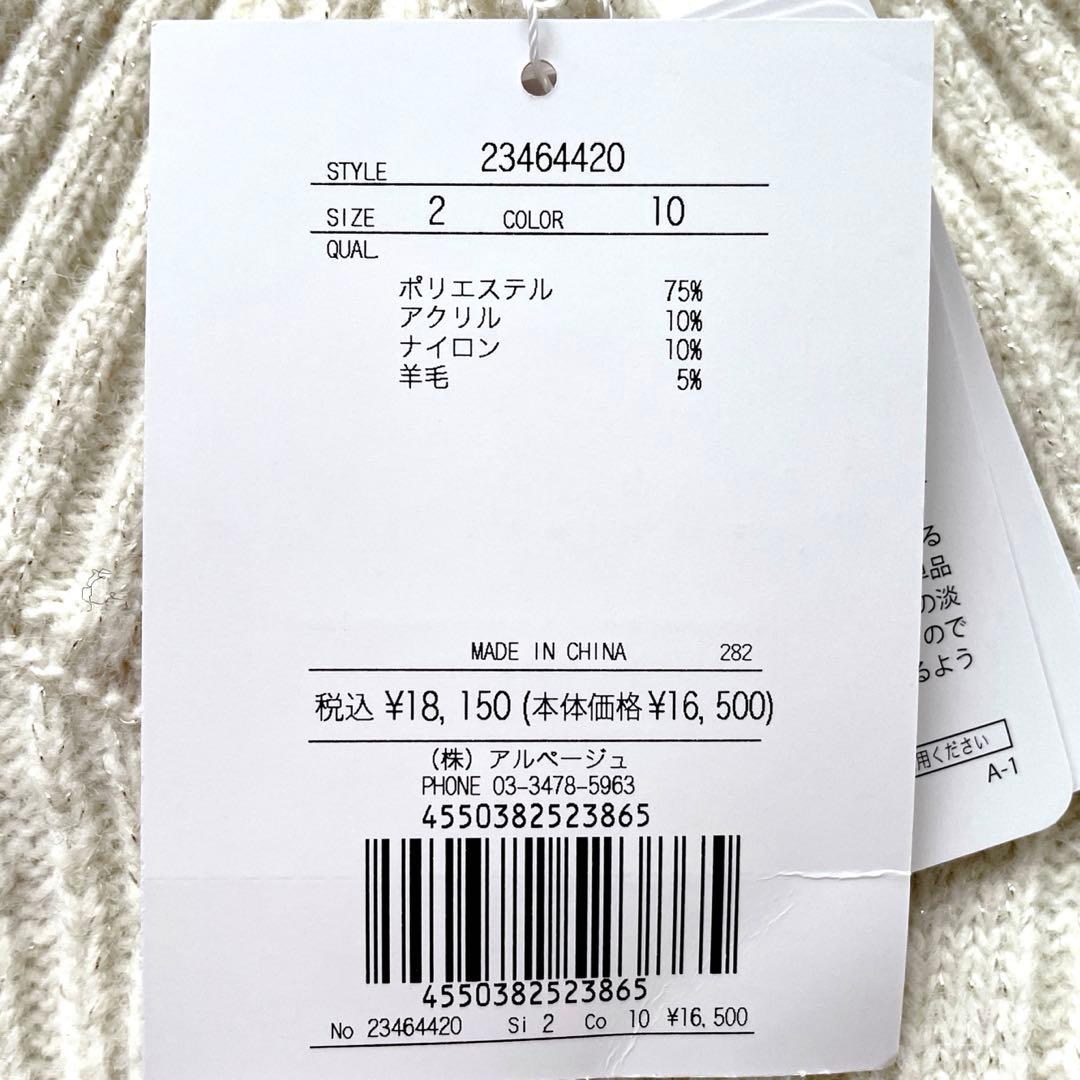 STYLE 23464420
SIZE 2 COLOR 10
QUAL
ポリエステル 75%
アクリル 10%
ナイロン 10%
羊毛 5%
MADE IN CHINA 282
税込 ¥18,150 (本体価格 ¥16,500)
(株) アルページュ
PHONE 03-3478-5963
4550382523865
4550382523865
No 23464420 Si 2 Co 10 ¥16,500
る
品
の淡
ので
るよう
用ください
A-1